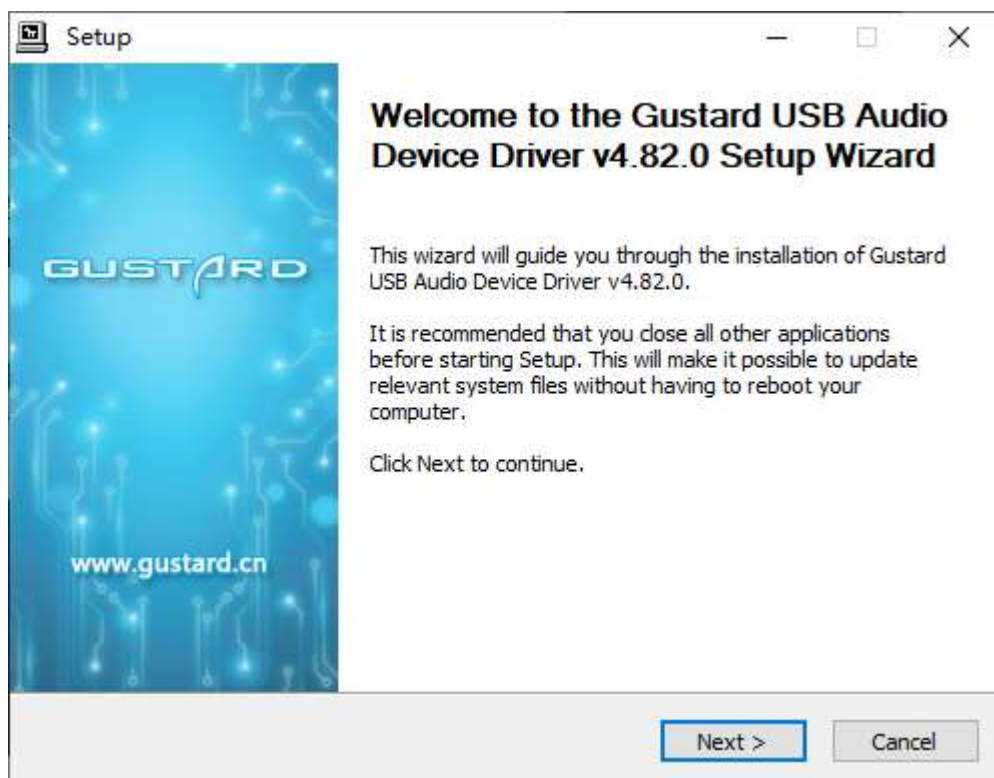 Setup
Welcome to the Gustard USB Audio
Device Driver v4.82.0 Setup Wizard
This wizard will guide you through the installation of Gustard
USB Audio Device Driver v4.82.0.
It is recommended that you close all other applications
before starting Setup. This will make it possible to update
relevant system files without having to reboot your
computer.
Click Next to continue.
GUSTARD
www.gustard.cn
Next >
Cancel